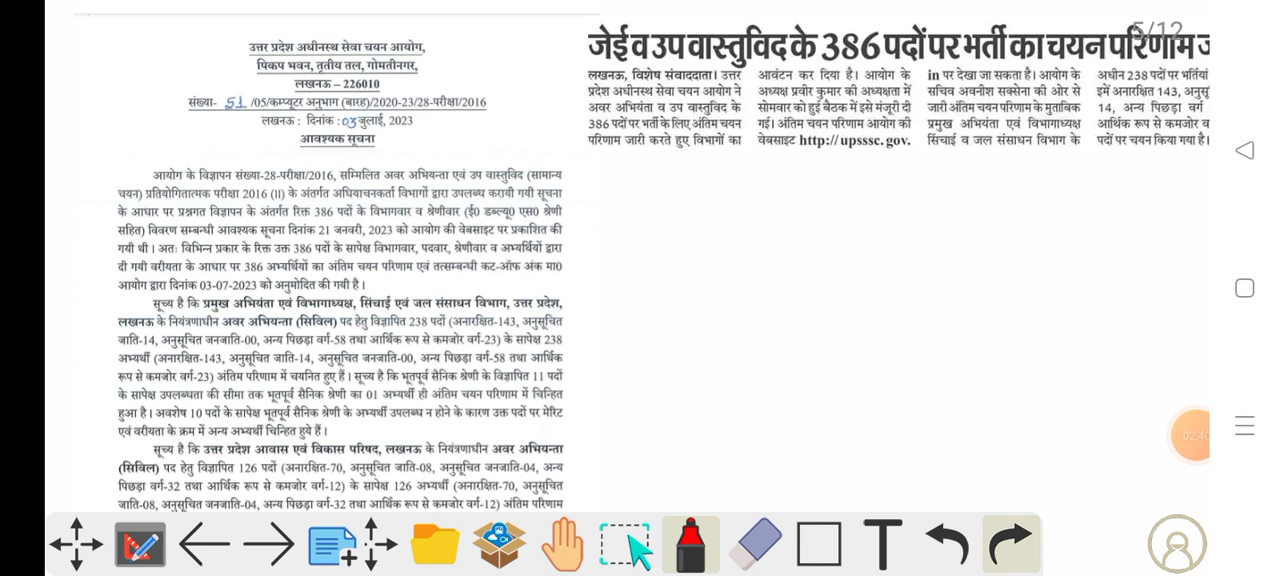 उत्तर प्रदेश अधीनस्थ सेवा चयन आयोग,
पिकप भवन, तृतीय तल, गोमतीनगर,
लखनऊ – 226010
संख्या- 51 /05/कम्प्यूटर अनुभाग (बारह)/2020-23/28-परीक्षा/2016
लखनऊ : दिनांक : 03 जुलाई, 2023
आवश्यक सूचना
आयोग के विज्ञापन संख्या-28-परीक्षा/2016, सम्मिलित अवर अभियन्ता एवं उप वास्तुविद (सामान्य
चयन) प्रतियोगितात्मक परीक्षा 2016 (II) के अंतर्गत अधियाचनकर्ता विभागों द्वारा उपलब्ध करायी गयी सूचना
के आधार पर प्रश्नगत विज्ञापन के अंतर्गत रिक्त 386 पदों के विभागवार व श्रेणीवार (ई0 डब्ल्यू0 एस0 श्रेणी
सहित) विवरण सम्बन्धी आवश्यक सूचना दिनांक 21 जनवरी, 2023 को आयोग की वेबसाइट पर प्रकाशित की
गयी थी। अतः विभिन्न प्रकार के रिक्त उक्त 386 पदों के सापेक्ष विभागवार, पदवार, श्रेणीवार व अभ्यर्थियों द्वारा
दी गयी वरीयता के आधार पर 386 अभ्यर्थियों का अंतिम चयन परिणाम एवं तत्सम्बन्धी कट-ऑफ अंक मा0
आयोग द्वारा दिनांक 03-07-2023 को अनुमोदित की गयी है।
सूच्य है कि प्रमुख अभियंता एवं विभागाध्यक्ष, सिंचाई एवं जल संसाधन विभाग, उत्तर प्रदेश,
लखनऊ के नियंत्रणाधीन अवर अभियन्ता (सिविल) पद हेतु विज्ञापित 238 पदों (अनारक्षित-143, अनुसूचित
जाति-14, अनुसूचित जनजाति-00, अन्य पिछड़ा वर्ग-58 तथा आर्थिक रूप से कमजोर वर्ग-23) के सापेक्ष 238
अभ्यर्थी (अनारक्षित-143, अनुसूचित जाति-14, अनुसूचित जनजाति-00, अन्य पिछड़ा वर्ग-58 तथा आर्थिक
रूप से कमजोर वर्ग-23) अंतिम परिणाम में चयनित हुए हैं। सूच्य है कि भूतपूर्व सैनिक श्रेणी के विज्ञापित 11 पदों
के सापेक्ष उपलब्धता की सीमा तक भूतपूर्व सैनिक श्रेणी का 01 अभ्यर्थी ही अंतिम चयन परिणाम में चिन्हित
हुआ है। अवशेष 10 पदों के सापेक्ष भूतपूर्व सैनिक श्रेणी के अभ्यर्थी उपलब्ध न होने के कारण उक्त पदों पर मेरिट
एवं वरीयता के क्रम में अन्य अभ्यर्थी चिन्हित हुये हैं।
सूच्य है कि उत्तर प्रदेश आवास एवं विकास परिषद, लखनऊ के नियंत्रणाधीन अवर अभियन्ता
(सिविल) पद हेतु विज्ञापित 126 पदों (अनारक्षित-70, अनुसूचित जाति-08, अनुसूचित जनजाति-04, अन्य
पिछड़ा वर्ग-32 तथा आर्थिक रूप से कमजोर वर्ग-12) के सापेक्ष 126 अभ्यर्थी (अनारक्षित-70, अनुसूचित
जाति-08, अनुसूचित जनजाति-04, अन्य पिछड़ा वर्ग-32 तथा आर्थिक रूप से कमजोर वर्ग-12) अंतिम परिणाम
5/12
जेई व उप वास्तुविद के 386 पदों पर भर्ती का चयन परिणाम
लखनऊ, विशेष संवाददाता। उत्तर
प्रदेश अधीनस्थ सेवा चयन आयोग ने
अवर अभियंता व उप वास्तुविद के
386 पदों पर भर्ती के लिए अंतिम चयन
परिणाम जारी करते हुए विभागों का
आवंटन कर दिया है। आयोग के
अध्यक्ष प्रवीर कुमार की अध्यक्षता में
सोमवार को हुई बैठक में इसे मंजूरी दी
गई। अंतिम चयन परिणाम आयोग की
वेबसाइट http://upsssc.gov.
in पर देखा जा सकता है। आयोग के
सचिव अवनीश सक्सेना की ओर से
जारी अंतिम चयन परिणाम के मुताबिक
प्रमुख अभियंता एवं विभागाध्यक्ष
सिंचाई व जल संसाधन विभाग के
अधीन 238 पदों पर भर्तियां
इमें अनारक्षित 143, अनुसू
14, अन्य पिछड़ा वर्ग
आर्थिक रूप से कमजोर व
पदों पर चयन किया गया है।
02:40
T